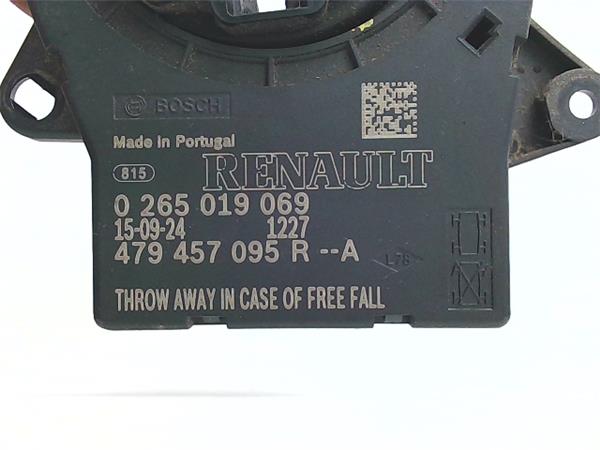 BOSCH
Made in Portugal
815 RENAULT
0 265 019 069
15-09-24 1227
479 457 095 R --A
L-78
THROW AWAY IN CASE OF FREE FALL